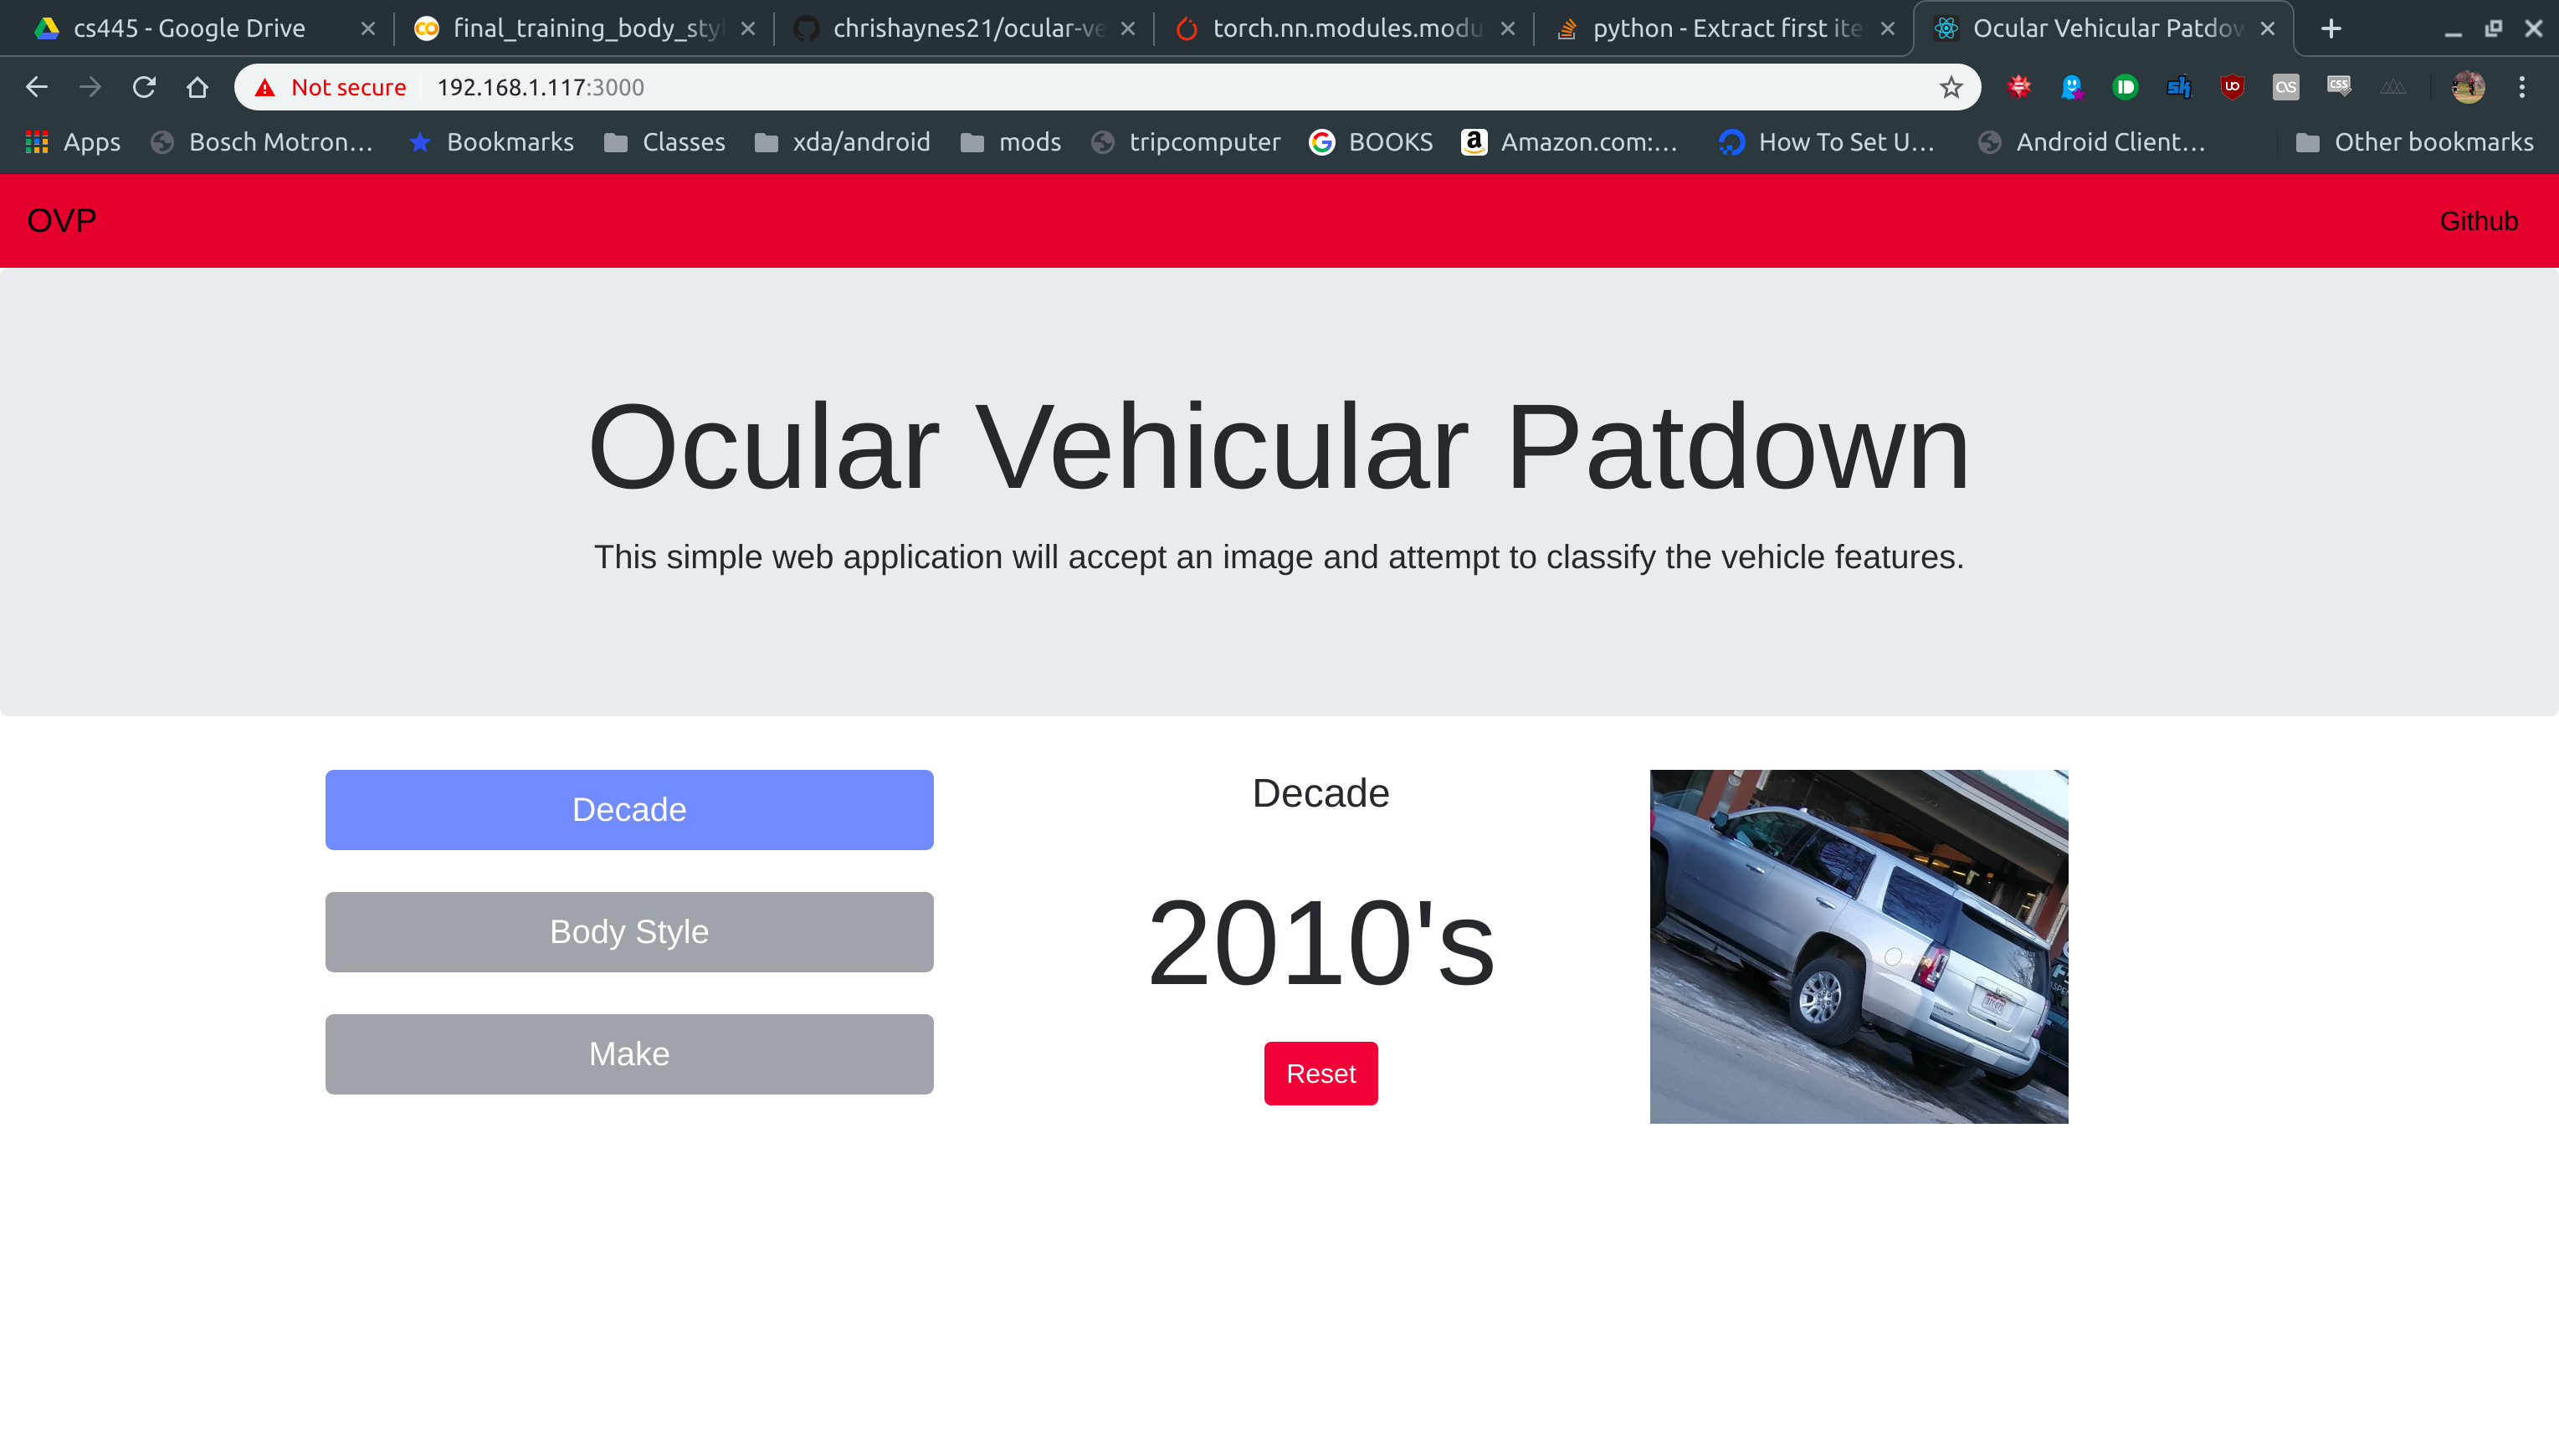 cs445 - Google Drive
final_training_body_styl
chrishaynes21/ocular-ve
torch.nn.modules.modu
python - Extract first ite
Ocular Vehicular Patdow
Not secure 192.168.1.117:3000
Apps Bosch Motron... Bookmarks Classes xda/android mods tripcomputer BOOKS Amazon.com:... How To Set U... Android Client... Other bookmarks
OVP Github
Ocular Vehicular Patdown
This simple web application will accept an image and attempt to classify the vehicle features.
Decade
Body Style
Make
Decade
2010's
Reset